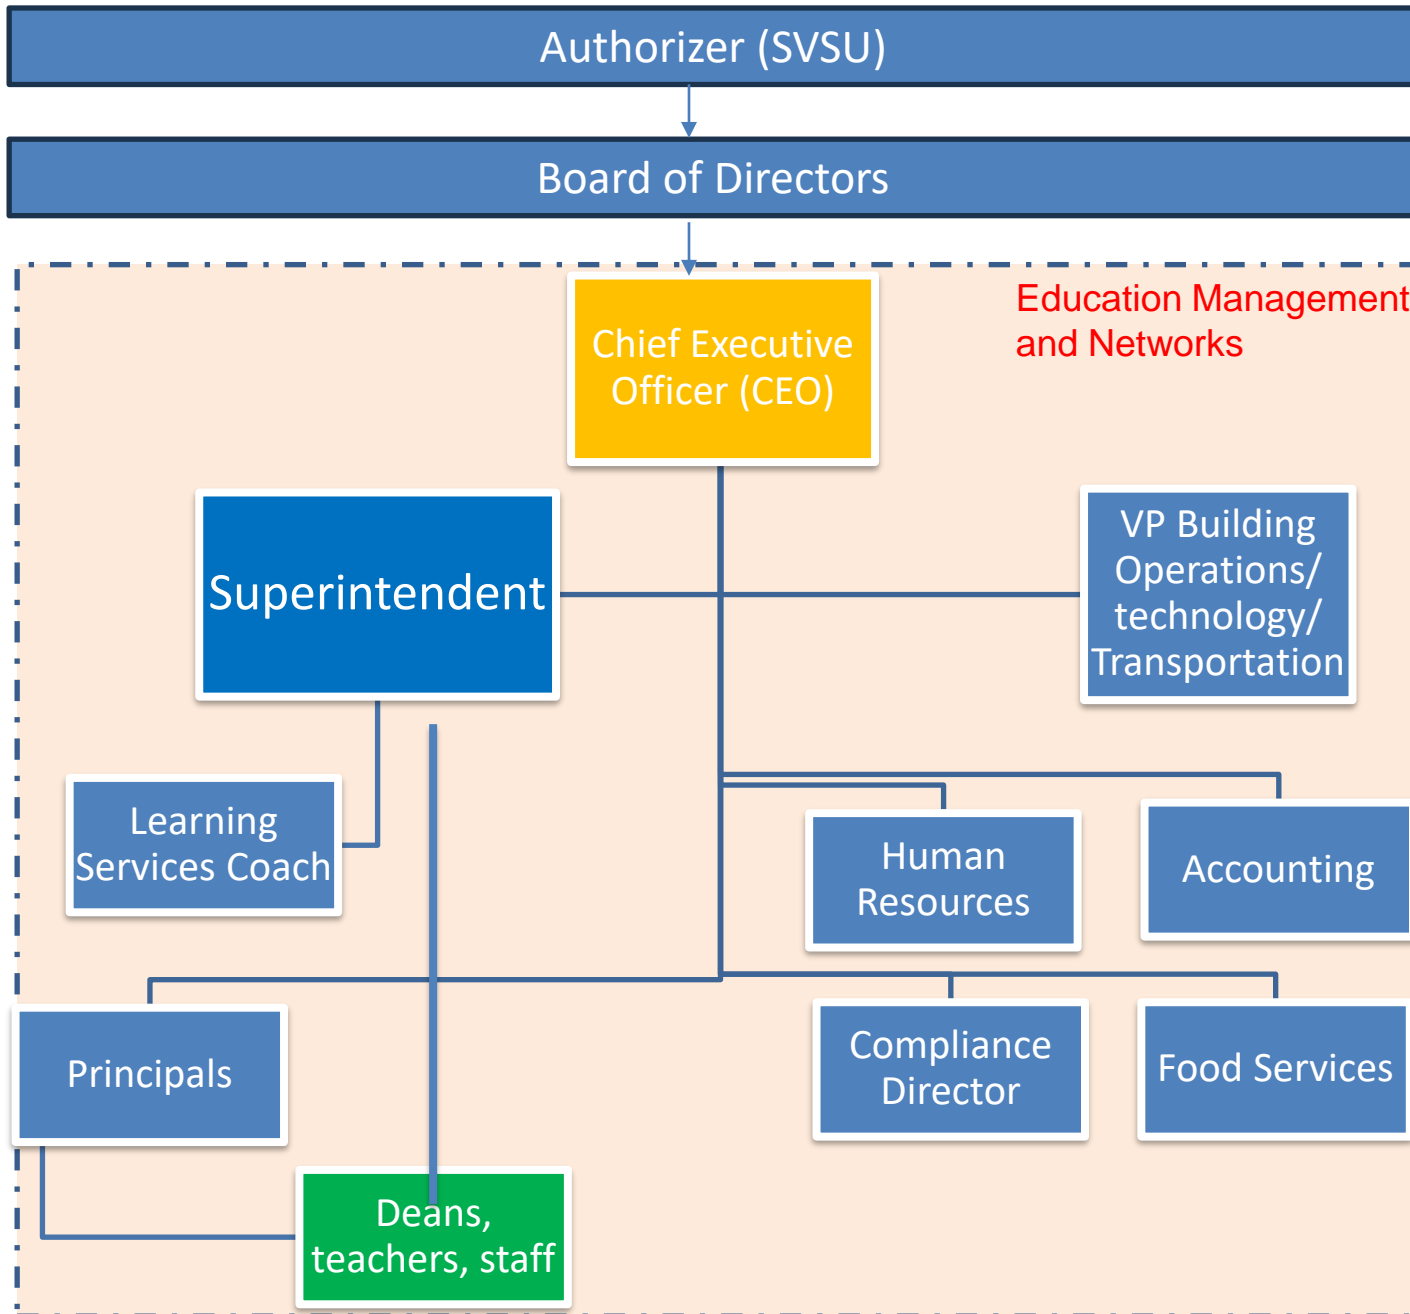 Authorizer (SVSU)
Board of Directors
Chief Executive
Officer (CEO)
Education Management
and Networks
Superintendent
VP Building
Operations/
technology/
Transportation
Learning
Services Coach
Human
Resources
Accounting
Principals
Compliance
Director
Food Services
Deans,
teachers, staff